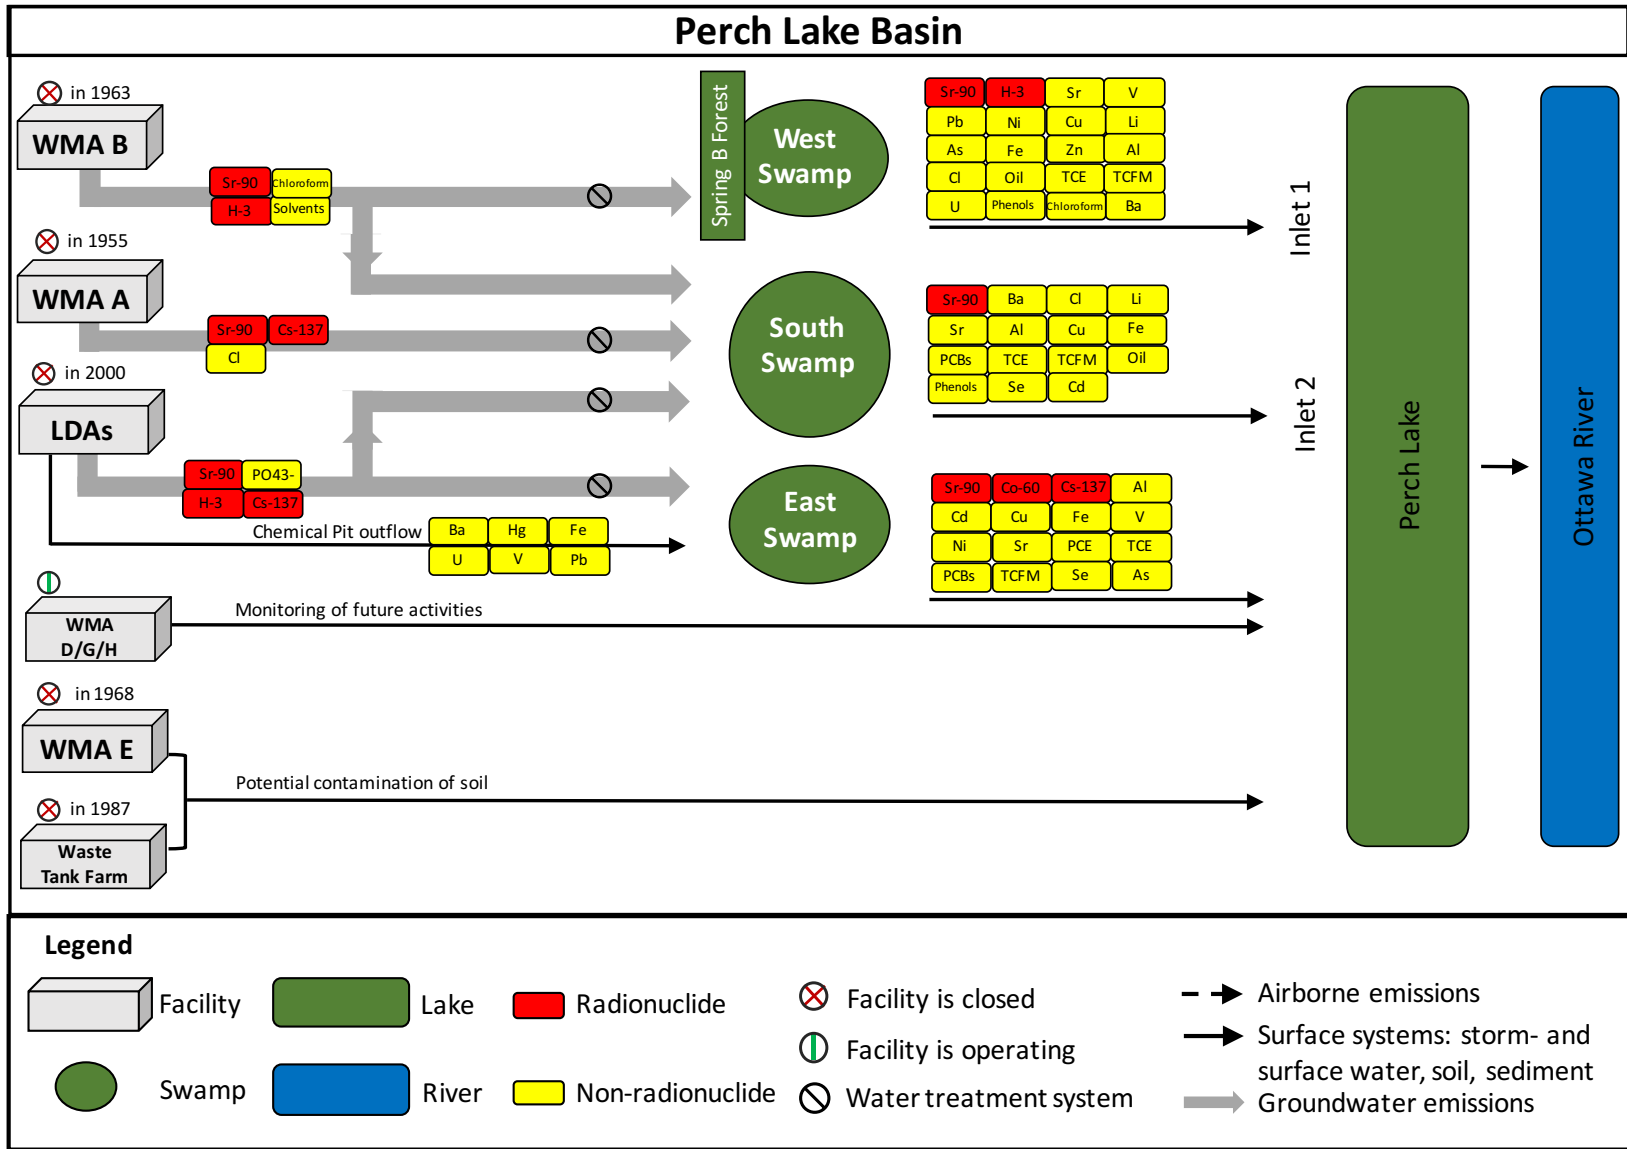 Perch Lake Basin
in 1963
WMA B
Sr-90 Chloroform
H-3 Solvents
Spring B Forest
West
Swamp
Sr-90 H-3 Sr V
Pb Ni Cu Li
As Fe Zn Al
Cl Oil TCE TCFM
U Phenols Chloroform Ba
Inlet 1
in 1955
WMA A
Sr-90 Cs-137
Cl
South
Swamp
Sr-90 Ba Cl Li
Sr Al Cu Fe
PCBs TCE TCFM Oil
Phenols Se Cd
Inlet 2
in 2000
LDAs
Sr-90 PO43-
H-3 Cs-137
Chemical Pit outflow
Ba Hg Fe
U V Pb
East
Swamp
Sr-90 Co-60 Cs-137 Al
Cd Cu Fe V
Ni Sr PCE TCE
PCBs TCFM Se As
Perch Lake
Ottawa River
WMA
D/G/H
Monitoring of future activities
in 1968
WMA E
Potential contamination of soil
in 1987
Waste
Tank Farm
Legend
Facility
Lake
Radionuclide
Facility is closed
Airborne emissions
Swamp
River
Non-radionuclide
Facility is operating
Water treatment system
Surface systems: storm- and
surface water, soil, sediment
Groundwater emissions